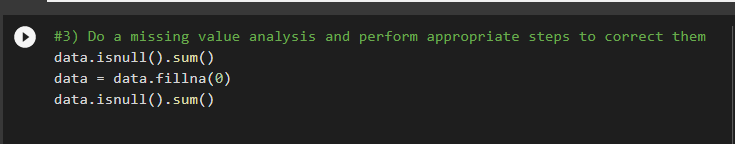 #3) Do a missing value analysis and perform appropriate steps to correct them
data.isnull().sum()
data = data.fillna(0)
data.isnull().sum()